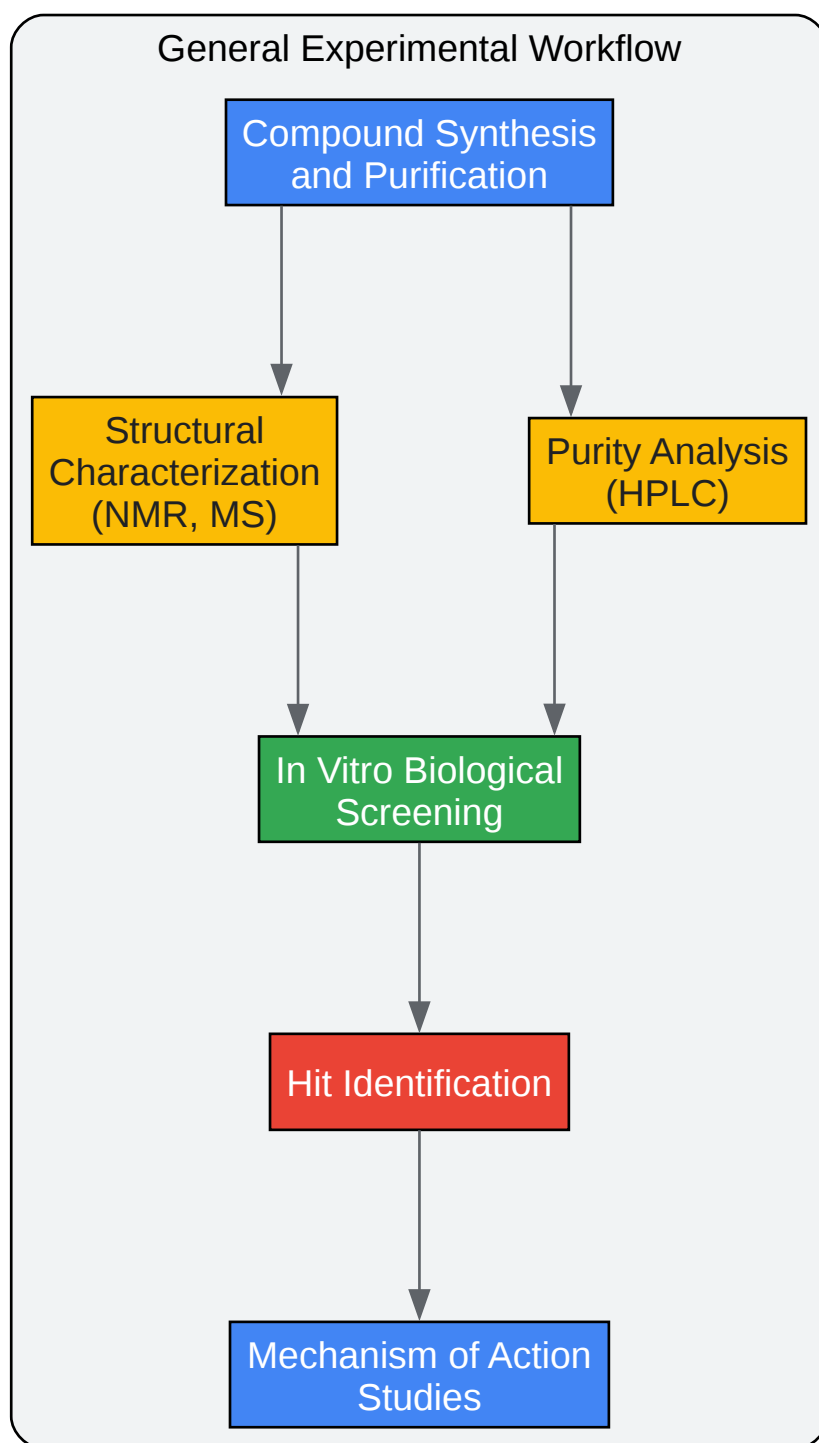 General Experimental Workflow
Compound Synthesis
and Purification
Structural
Characterization
(NMR, MS)
Purity Analysis
(HPLC)
In Vitro Biological
Screening
Hit Identification
Mechanism of Action
Studies